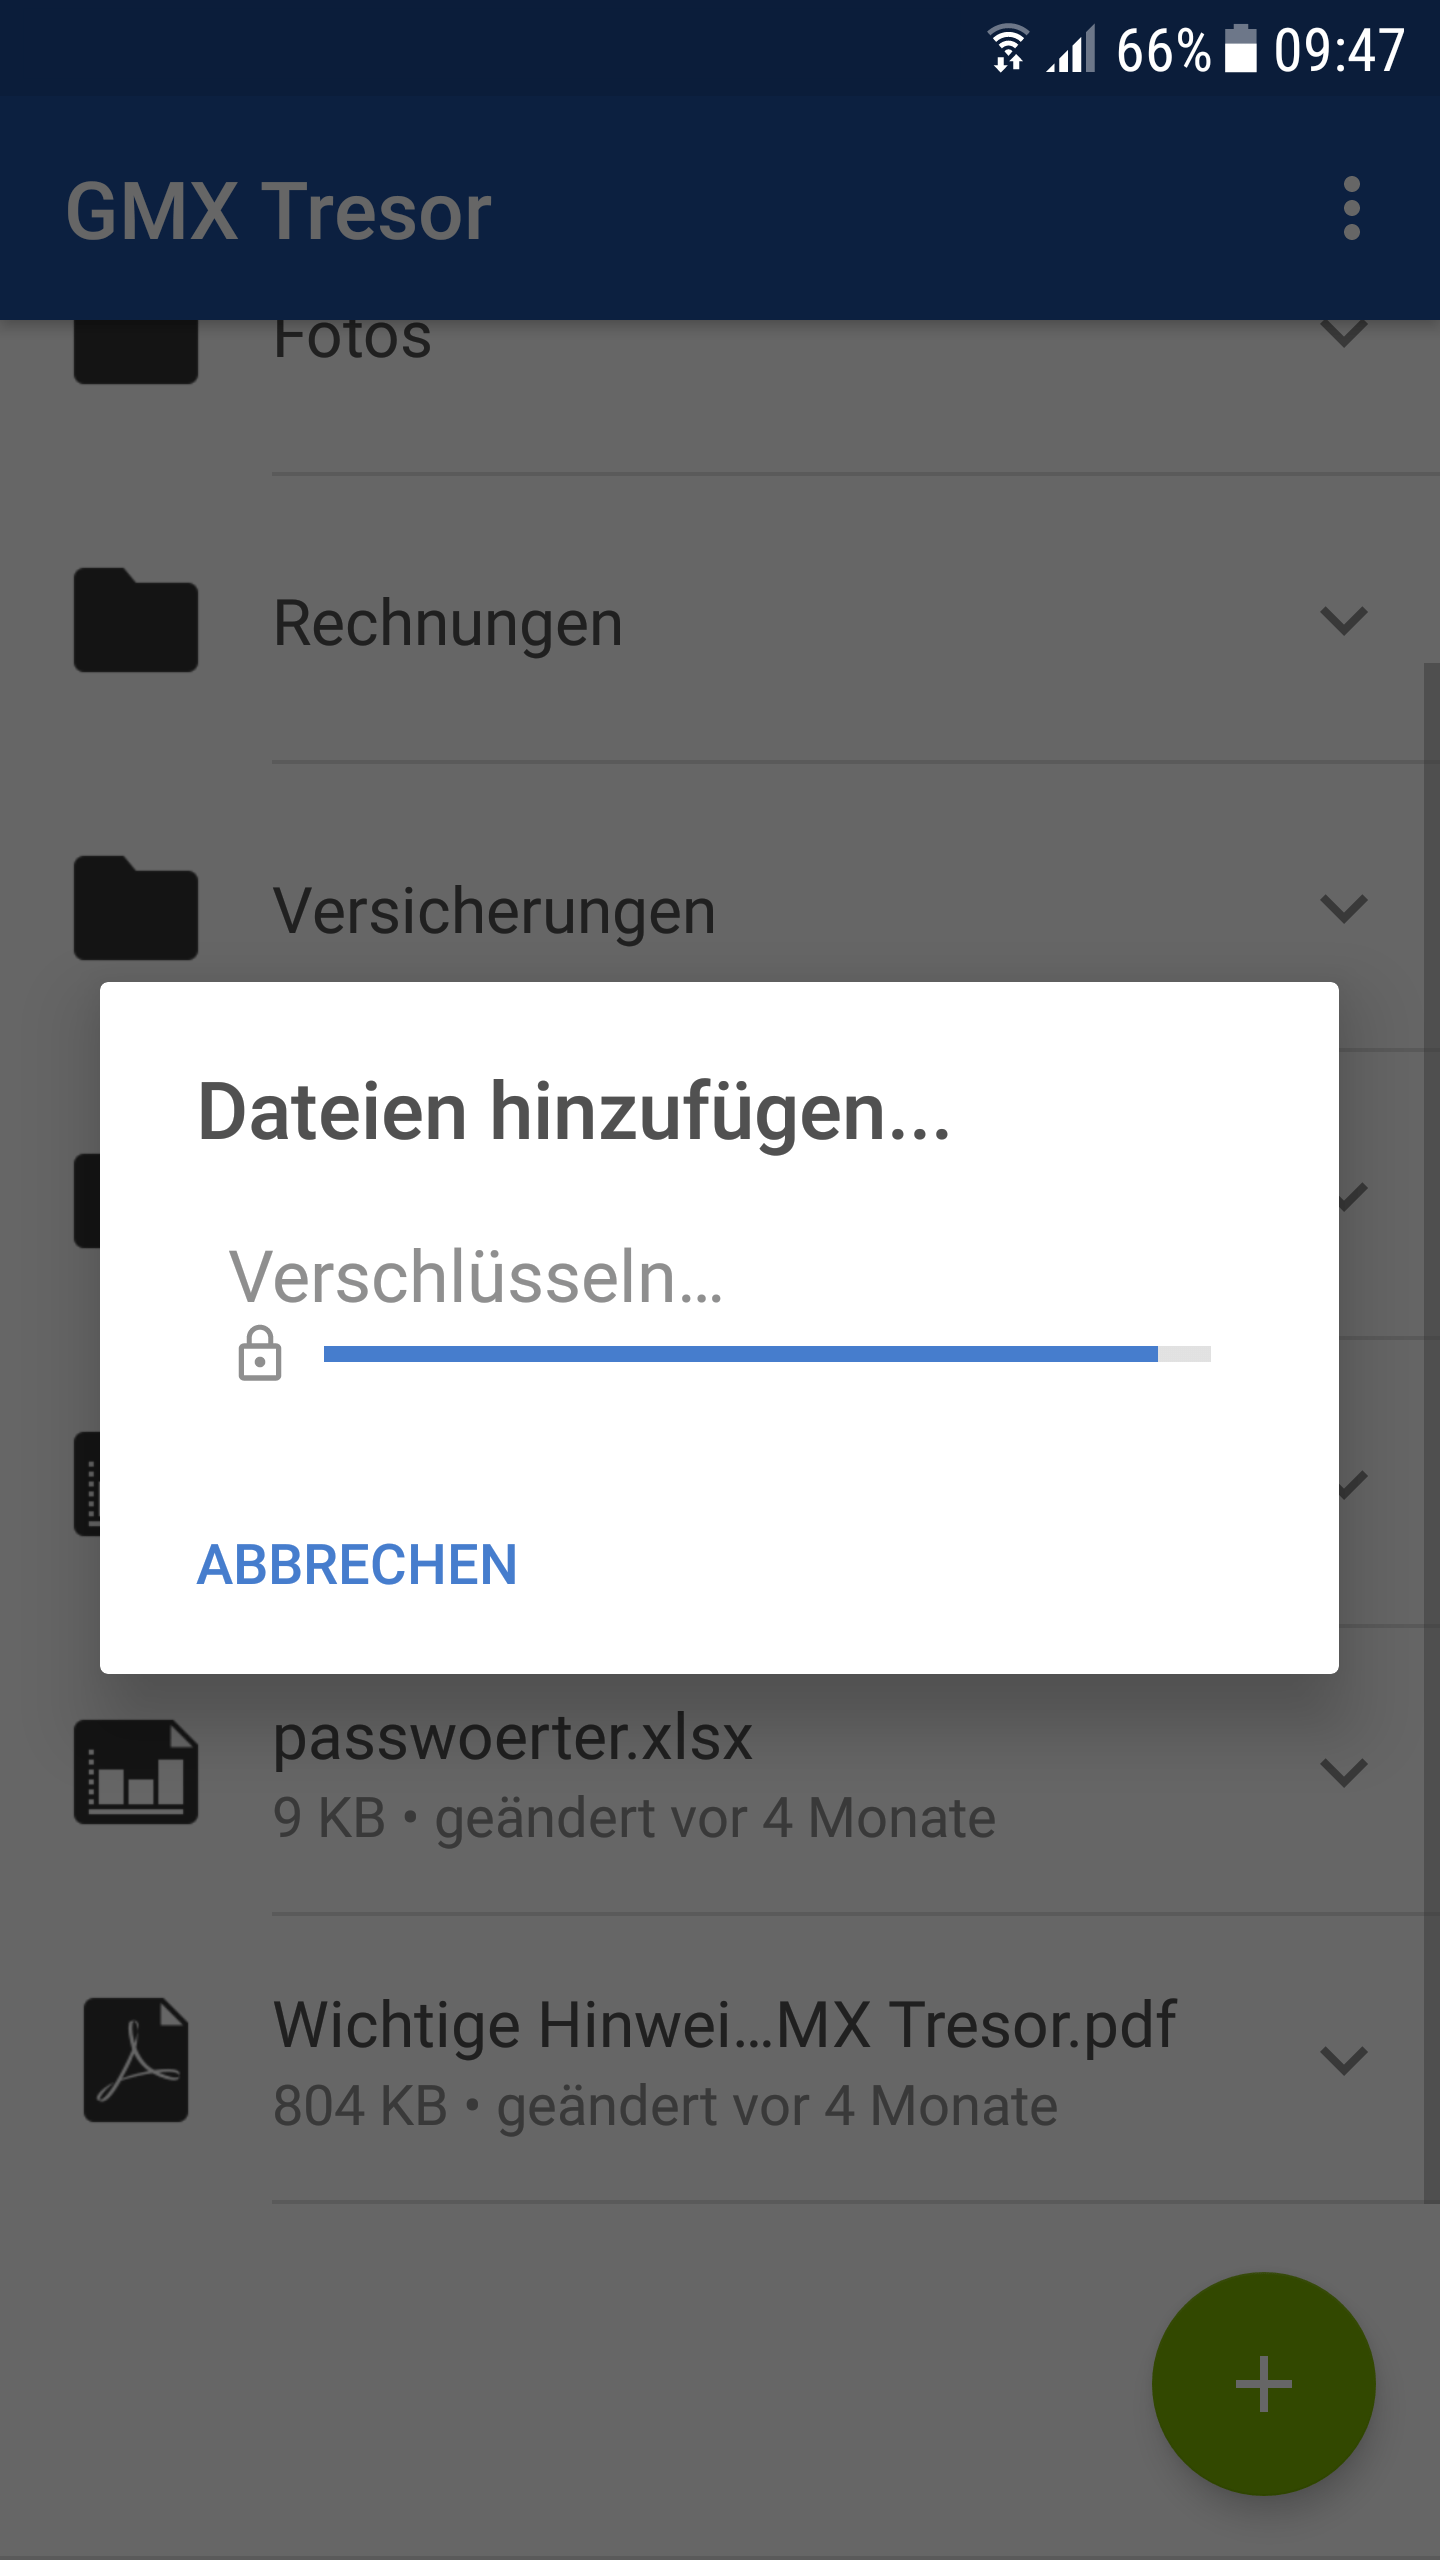 66% 09:47
GMX Tresor
Fotos
Rechnungen
Versicherungen
Dateien hinzufügen...
Verschlüsseln...
ABBRECHEN
passwoerter.xlsx
9 KB • geändert vor 4 Monate
Wichtige Hinwei...MX Tresor.pdf
804 KB • geändert vor 4 Monate